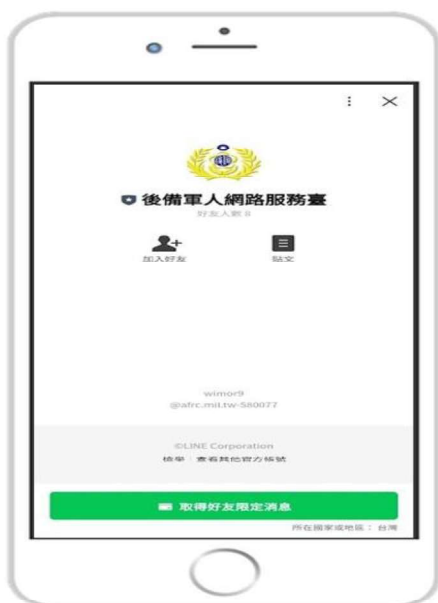 後備軍人網路服務臺
好友人數 8
加入好友 貼文
wimor9
@afrc.mil.tw-580077
©LINE Corporation
檢舉 查看其他官方帳號
取得好友限定消息
所在國家或地區： 台灣